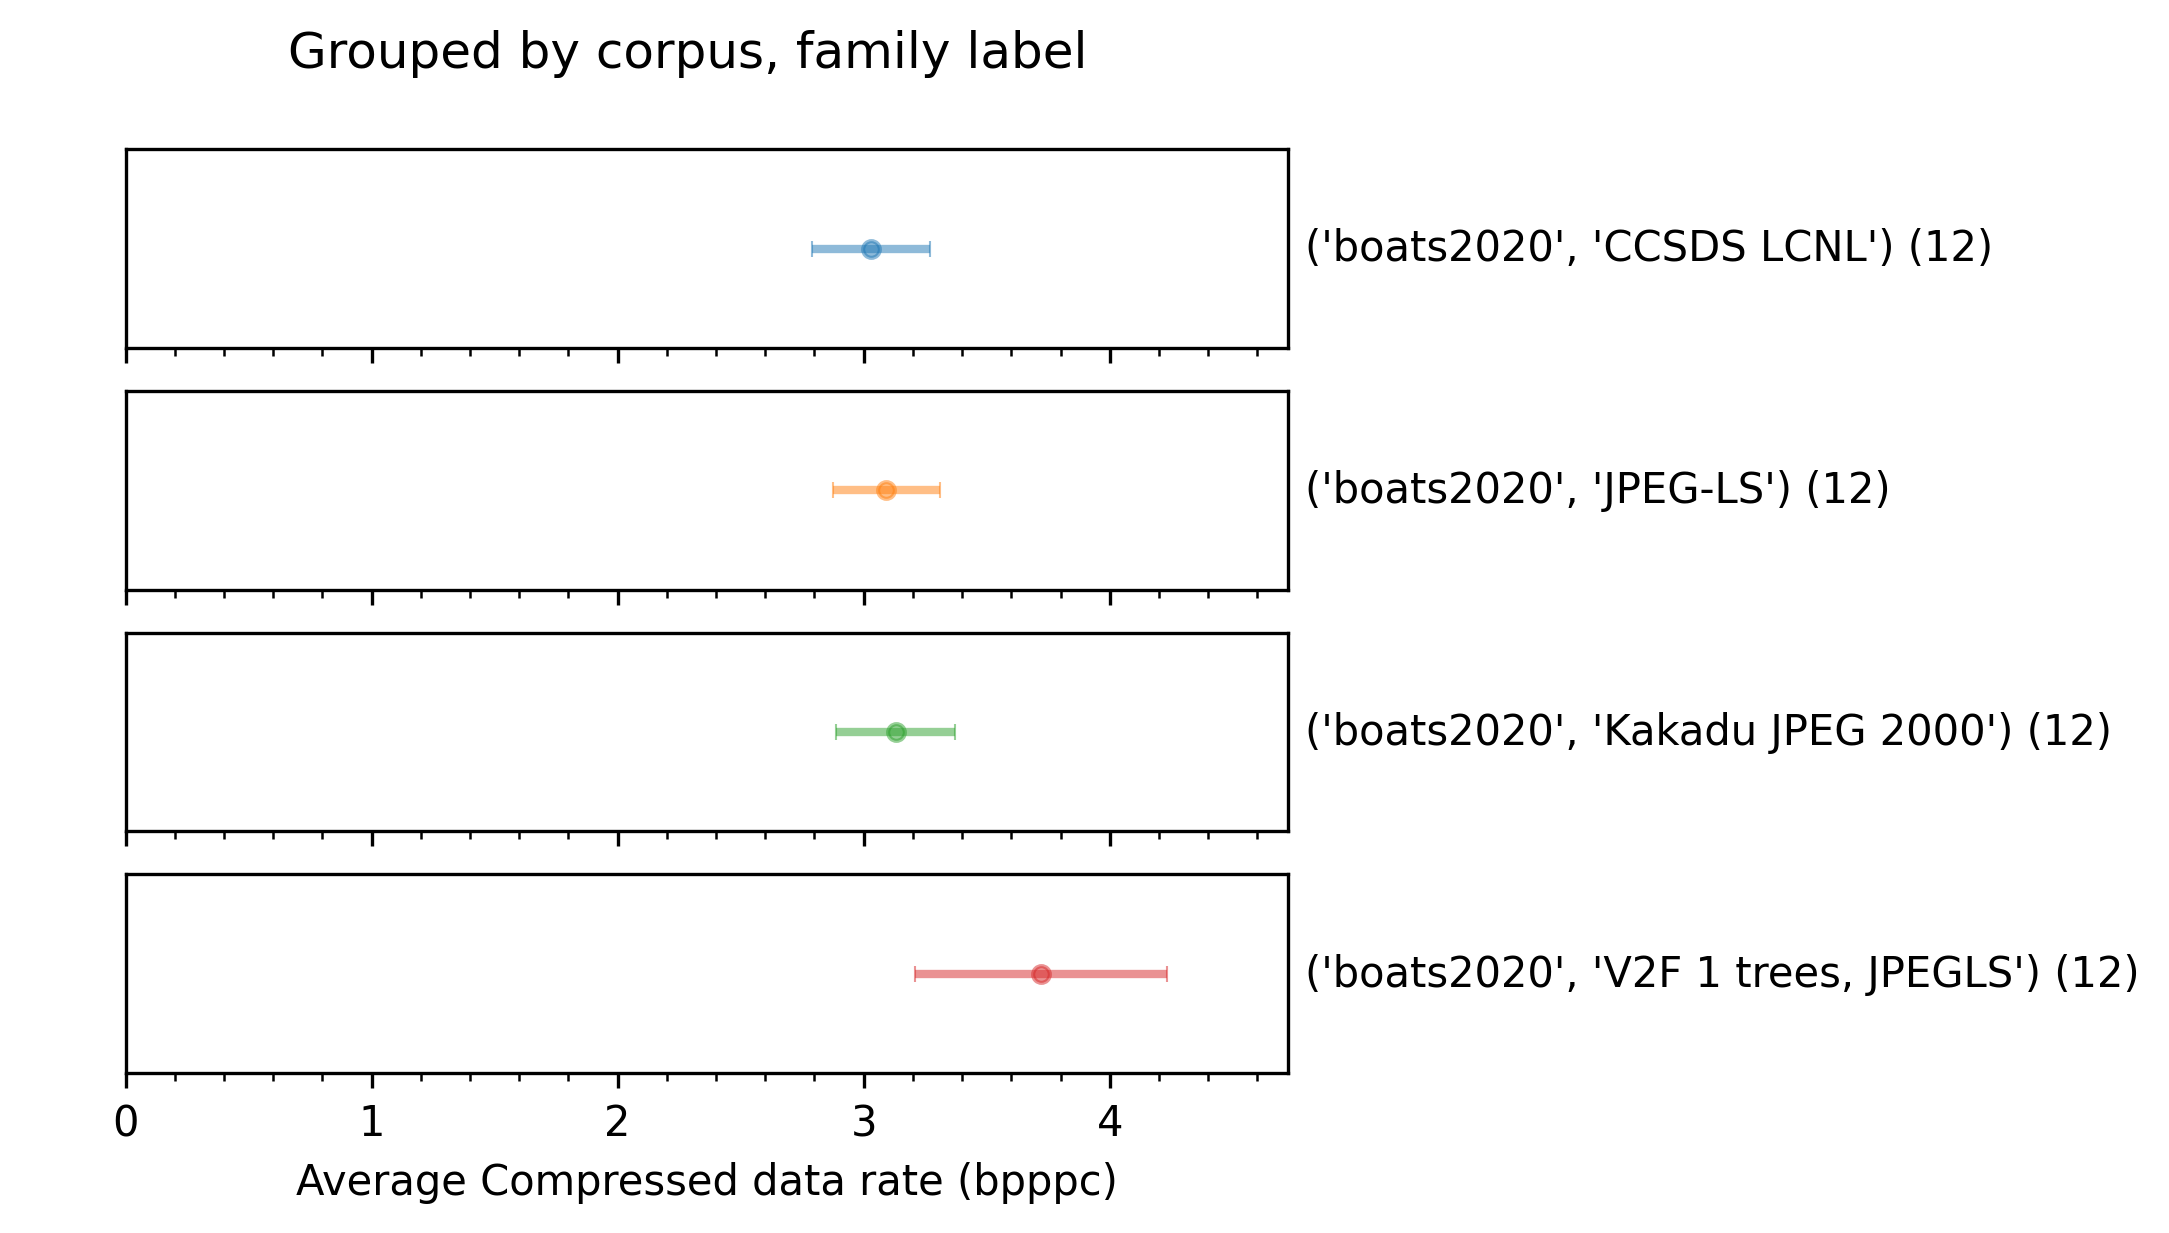 Grouped by corpus, family label
('boats2020', 'CCSDS LCNL') (12)
('boats2020', 'JPEG-LS') (12)
('boats2020', 'Kakadu JPEG 2000') (12)
('boats2020', 'V2F 1 trees, JPEGLS') (12)
0 1 2 3 4
Average Compressed data rate (bpppc)